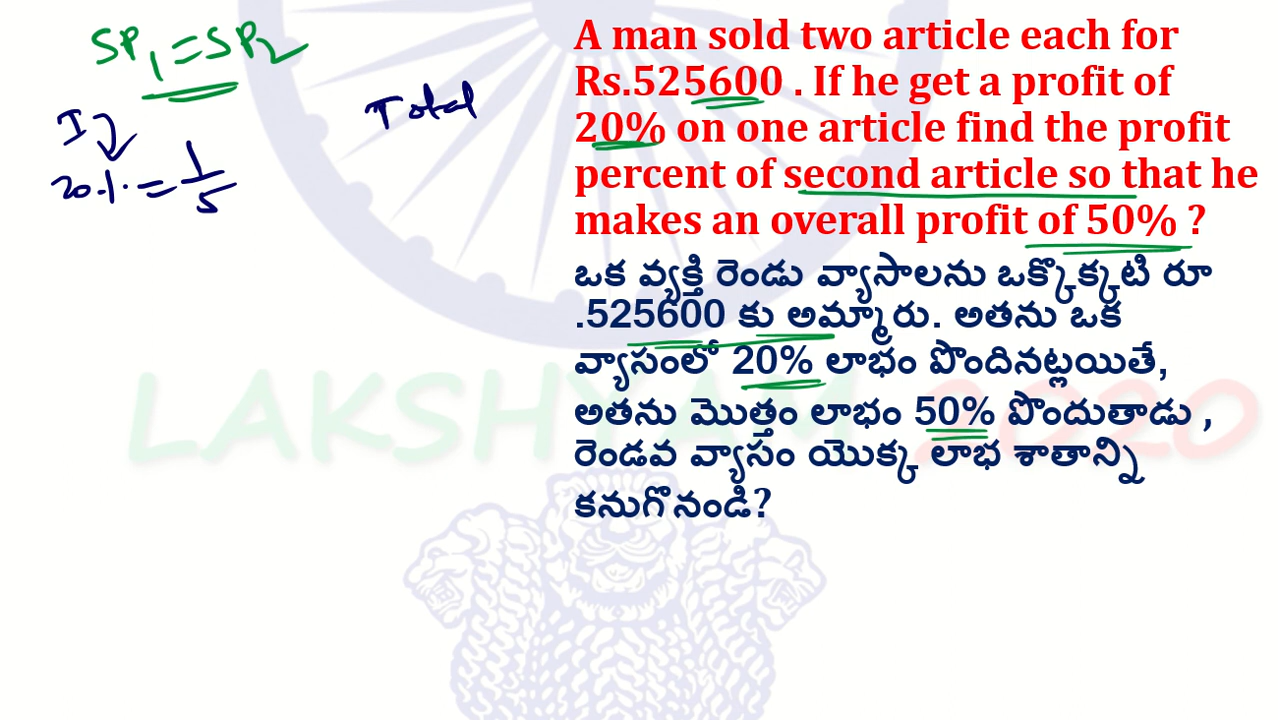 SP1 = SP2
I
20% = 1/5
Total
A man sold two article each for
Rs.525600 . If he get a profit of
20% on one article find the profit
percent of second article so that he
makes an overall profit of 50% ?
ఒక వ్యక్తి రెండు వ్యాసాలను ఒక్కొక్కటి రూ
.525600 కు అమ్మారు. అతను ఒక
వ్యాసంలో 20% లాభం పొందినట్లయితే,
అతను మొత్తం లాభం 50% పొందుతాడు ,
రెండవ వ్యాసం యొక్క లాభ శాతాన్ని
కనుగొనండి?
LAKSHYAM 2020